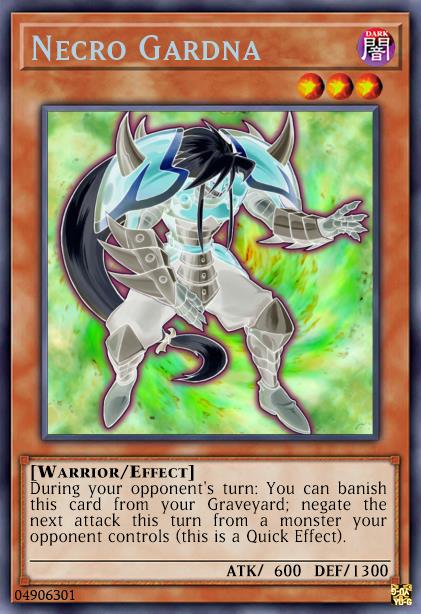 Necro Gardna
DARK
闇
[Warrior/Effect]
During your opponent's turn: You can banish
this card from your Graveyard; negate the
next attack this turn from a monster your
opponent controls (this is a Quick Effect).
ATK/ 600 DEF/1300
04906301